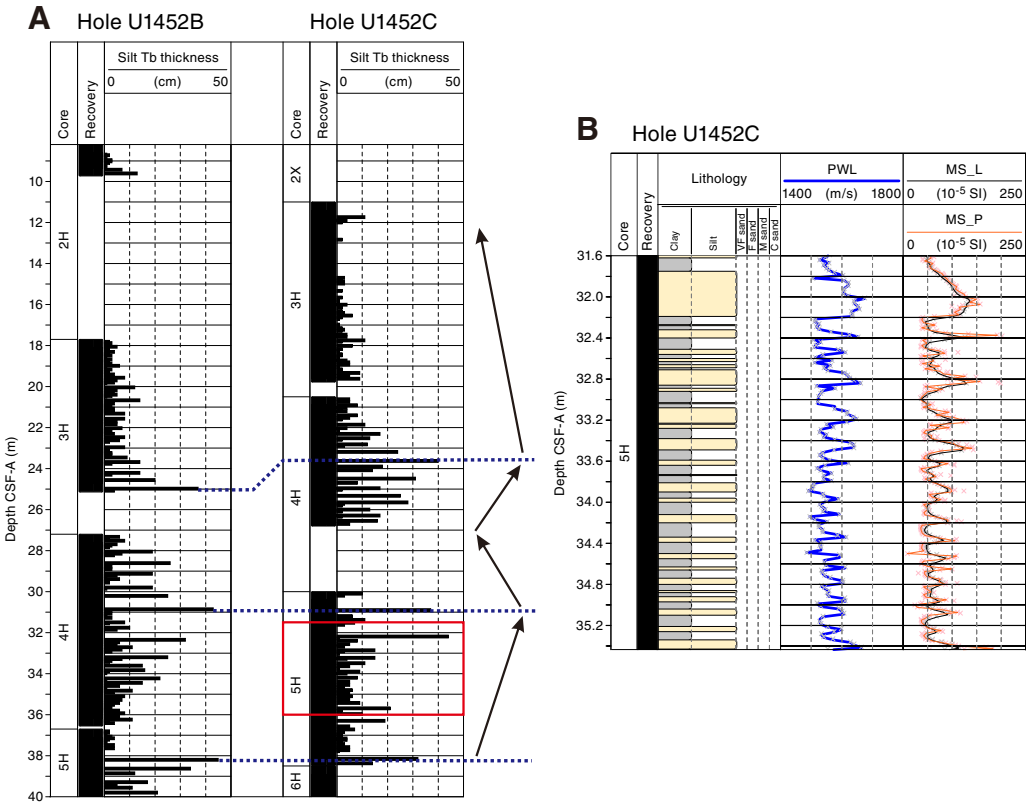 A
Hole U1452B
Hole U1452C
Core
Recovery
Silt Tb thickness
0 (cm) 50
Core
Recovery
Silt Tb thickness
0 (cm) 50
Depth CSF-A (m)
10
12
14
16
18
20
22
24
26
28
30
32
34
36
38
40
2H
3H
4H
5H
2X
3H
4H
5H
6H
B
Hole U1452C
Core
Recovery
Lithology
Clay
Silt
VF sand
F sand
M sand
C sand
PWL
1400 (m/s) 1800
MS_L
0 (10-5 SI) 250
MS_P
0 (10-5 SI) 250
Depth CSF-A (m)
31.6
32.0
32.4
32.8
33.2
33.6
34.0
34.4
34.8
35.2
5H